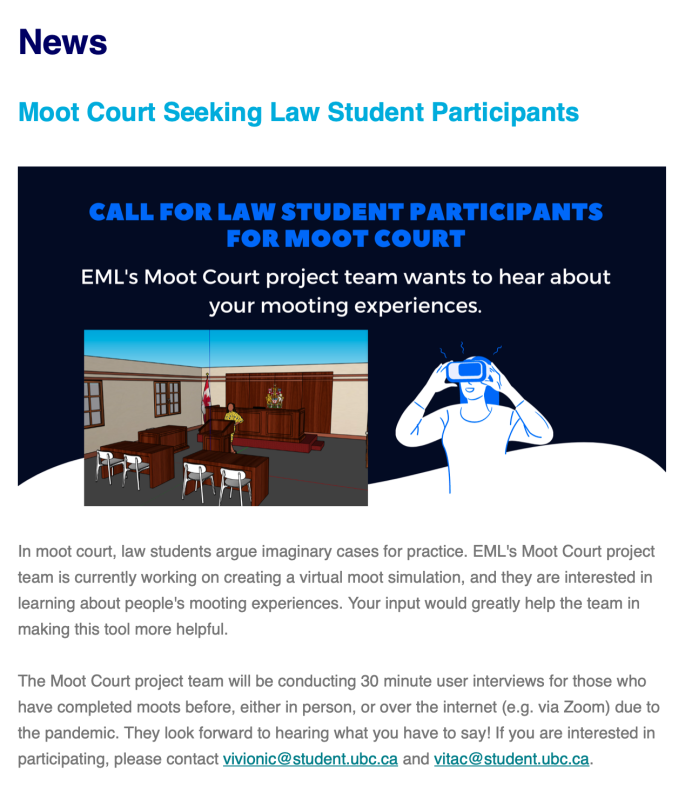 News
Moot Court Seeking Law Student Participants
CALL FOR LAW STUDENT PARTICIPANTS
FOR MOOT COURT
EML's Moot Court project team wants to hear about
your mooting experiences.
In moot court, law students argue imaginary cases for practice. EML's Moot Court project
team is currently working on creating a virtual moot simulation, and they are interested in
learning about people's mooting experiences. Your input would greatly help the team in
making this tool more helpful.
The Moot Court project team will be conducting 30 minute user interviews for those who
have completed moots before, either in person, or over the internet (e.g. via Zoom) due to
the pandemic. They look forward to hearing what you have to say! If you are interested in
participating, please contact vivionic@student.ubc.ca and vitac@student.ubc.ca.